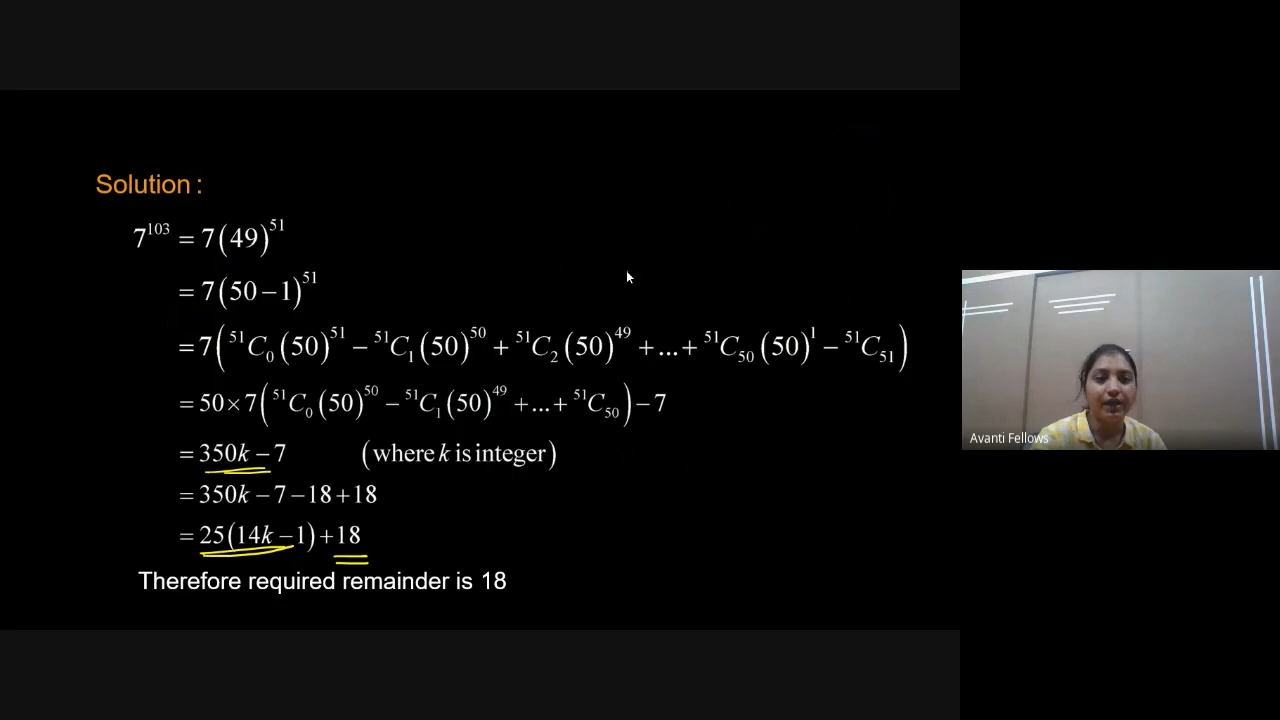 Solution :
7^103 = 7(49)^51
= 7(50 − 1)^51
= 7(^51C_0 (50)^51 − ^51C_1 (50)^50 + ^51C_2 (50)^49 + ... + ^51C_50 (50)^1 − ^51C_51)
= 50 × 7(^51C_0 (50)^50 − ^51C_1 (50)^49 + ... + ^51C_50) − 7
= 350k − 7 (where k is integer)
= 350k − 7 − 18 + 18
= 25(14k − 1) + 18
Therefore required remainder is 18
Avanti Fellows